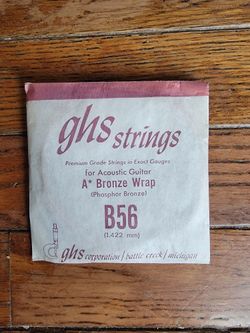 ghs strings
Premium Grade Strings in Exact Gauges
for Acoustic Guitar
A* Bronze Wrap
(Phosphor Bronze)
B56
(1.422 mm)
ghs corporation / battle creek / michigan